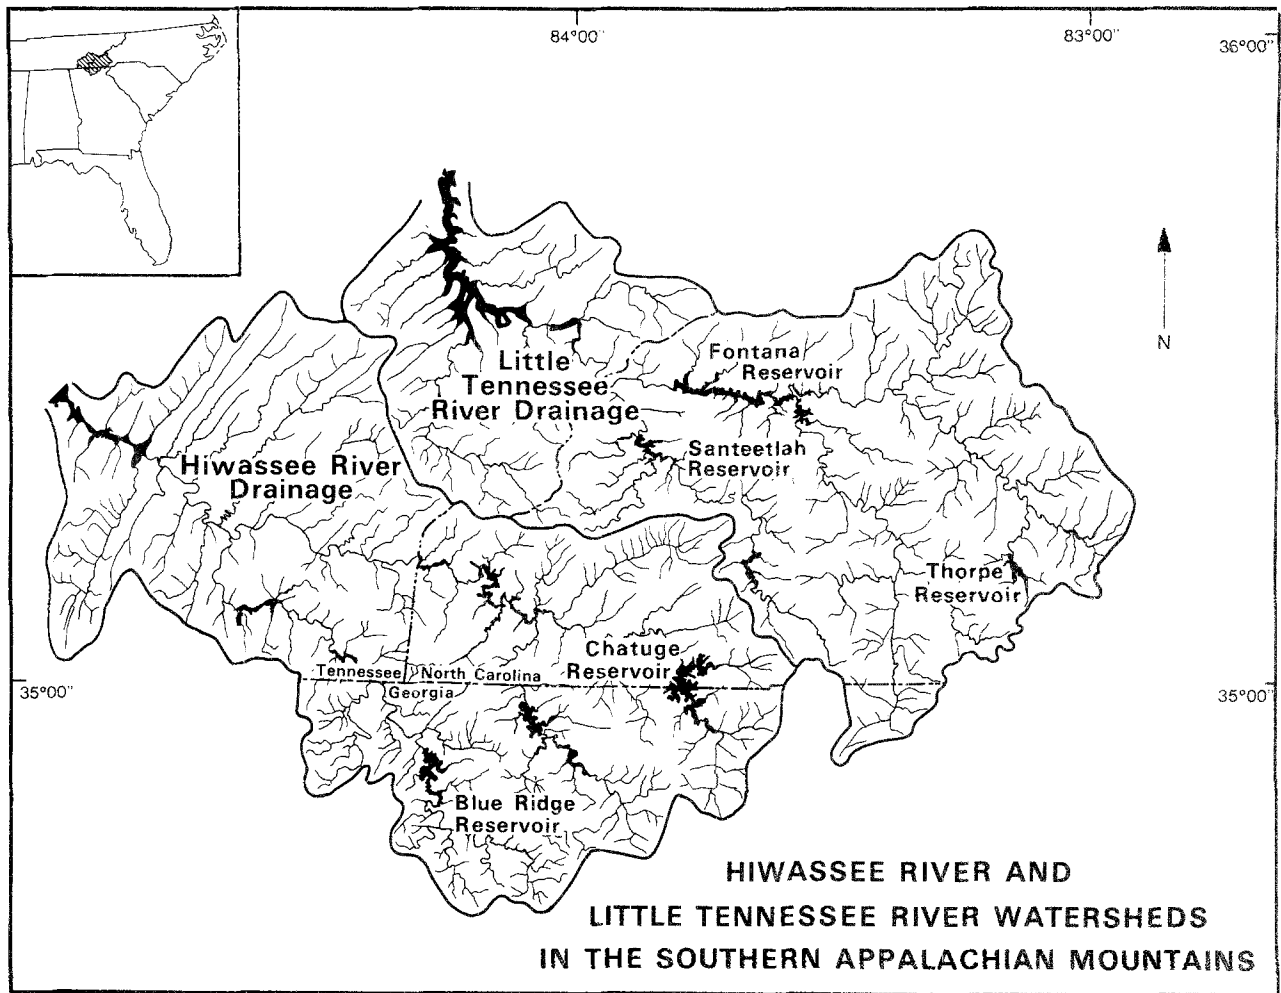 84°00"
83°00"
36°00"
N
Fontana
Reservoir
Little
Tennessee
River Drainage
Santeetlah
Reservoir
Hiwassee River
Drainage
Thorpe
Reservoir
Chatuge
Reservoir
Tennessee
North Carolina
Georgia
35°00"
35°00"
Blue Ridge
Reservoir
HIWASSEE RIVER AND
LITTLE TENNESSEE RIVER WATERSHEDS
IN THE SOUTHERN APPALACHIAN MOUNTAINS